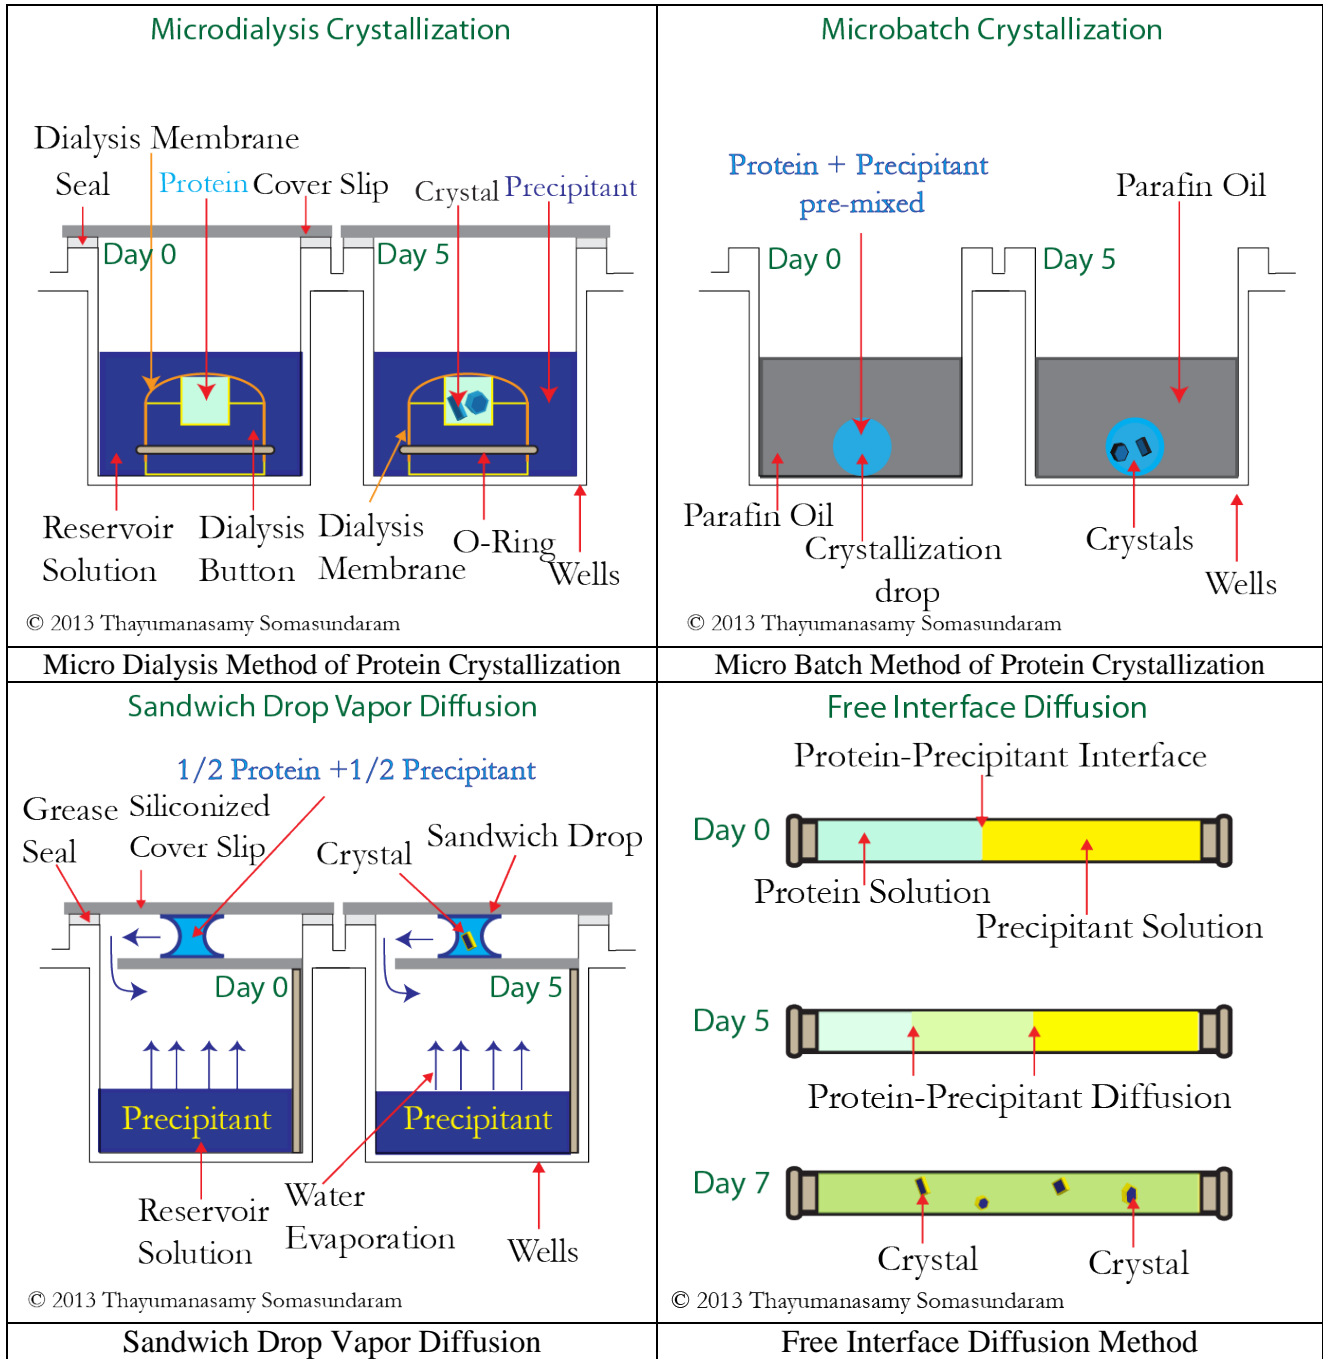 Microdialysis Crystallization
Dialysis Membrane
Seal
Protein
Cover Slip
Crystal
Precipitant
Day 0
Day 5
Reservoir
Solution
Dialysis
Button
Dialysis
Membrane
O-Ring
Wells
© 2013 Thayumanasamy Somasundaram
Micro Dialysis Method of Protein Crystallization
Microbatch Crystallization
Protein + Precipitant
pre-mixed
Parafin Oil
Day 0
Day 5
Parafin Oil
Crystallization
drop
Crystals
Wells
© 2013 Thayumanasamy Somasundaram
Micro Batch Method of Protein Crystallization
Sandwich Drop Vapor Diffusion
1/2 Protein +1/2 Precipitant
Grease
Seal
Siliconized
Cover Slip
Crystal
Sandwich Drop
Day 0
Day 5
Precipitant
Precipitant
Reservoir
Solution
Water
Evaporation
Wells
© 2013 Thayumanasamy Somasundaram
Sandwich Drop Vapor Diffusion
Free Interface Diffusion
Protein-Precipitant Interface
Day 0
Protein Solution
Precipitant Solution
Day 5
Protein-Precipitant Diffusion
Day 7
Crystal
Crystal
© 2013 Thayumanasamy Somasundaram
Free Interface Diffusion Method